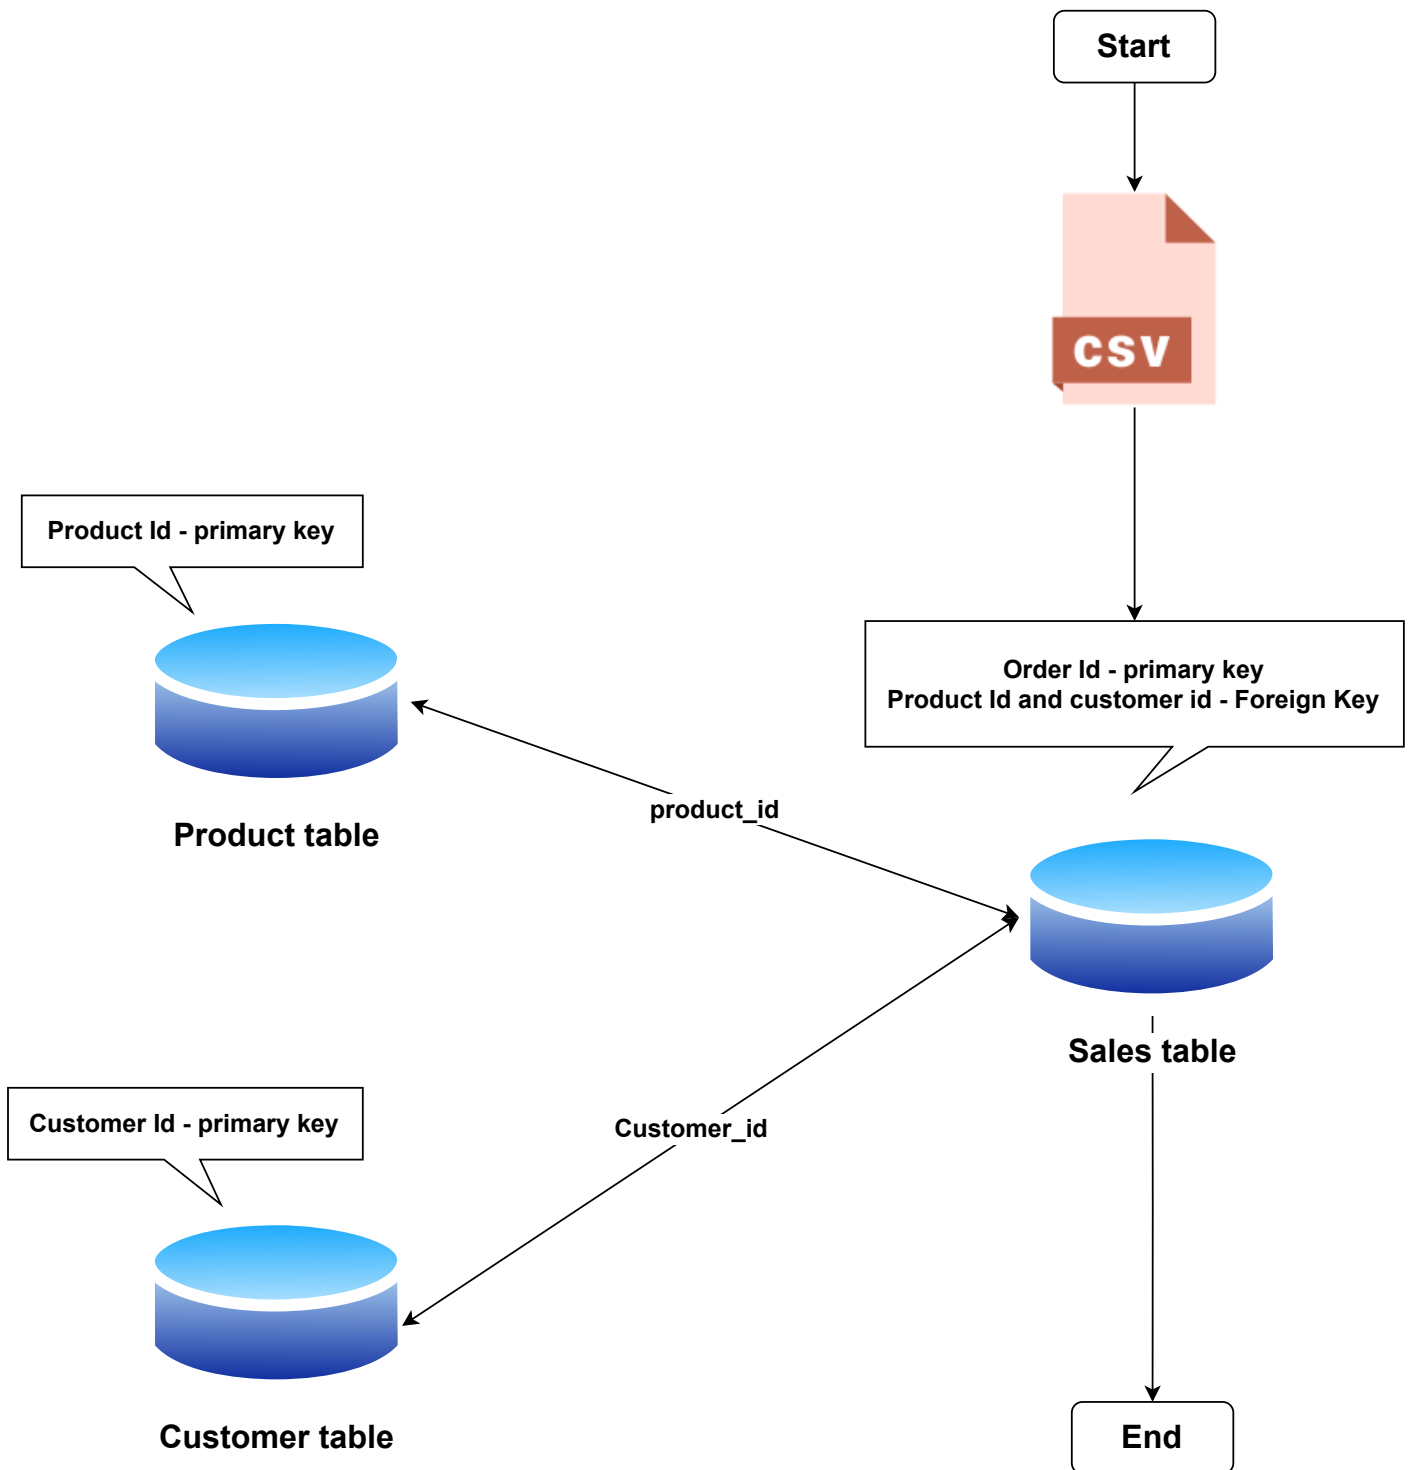 Start
CSV
Product Id - primary key
Order Id - primary key
Product Id and customer id - Foreign Key
product_id
Product table
Sales table
Customer Id - primary key
Customer_id
Customer table
End